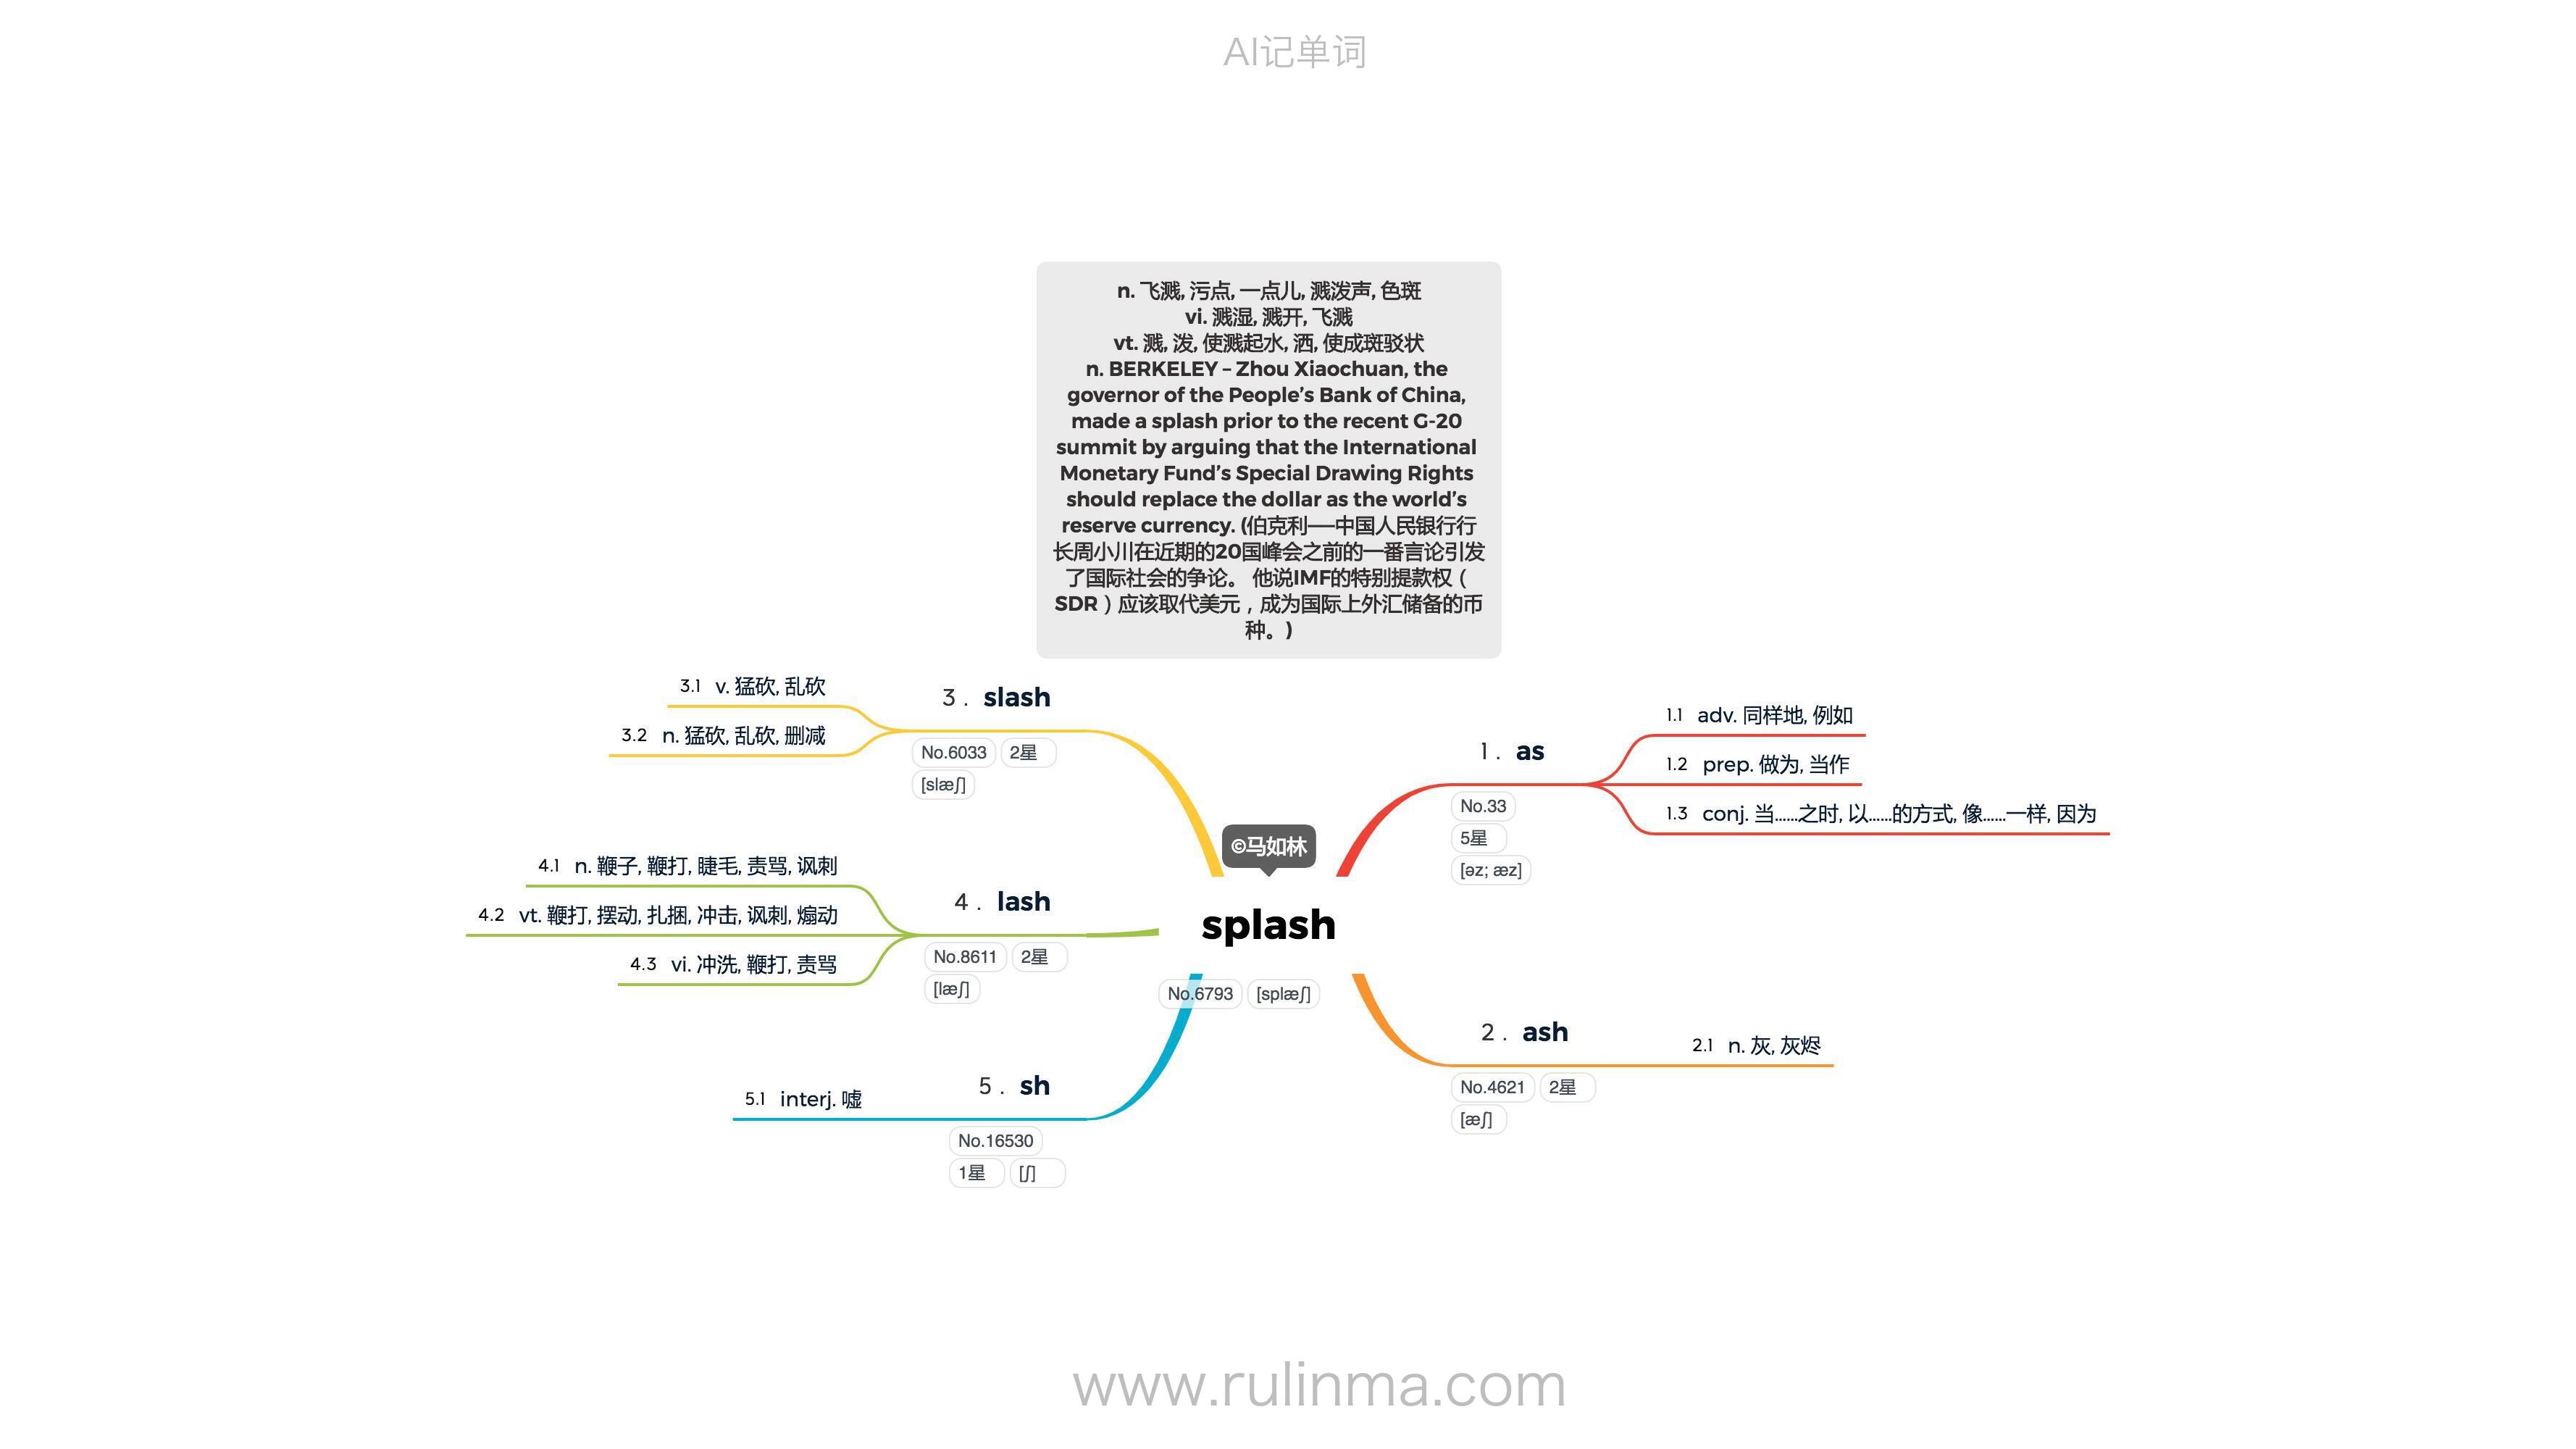 AI记单词
n. 飞溅, 污点, 一点儿, 溅泼声, 色斑
vi. 溅湿, 溅开, 飞溅
vt. 溅, 泼, 使溅起水, 洒, 使成斑驳状
n. BERKELEY – Zhou Xiaochuan, the
governor of the People’s Bank of China,
made a splash prior to the recent G-20
summit by arguing that the International
Monetary Fund’s Special Drawing Rights
should replace the dollar as the world’s
reserve currency. (伯克利──中国人民银行行
长周小川在近期的20国峰会之前的一番言论引发
了国际社会的争论。 他说IMF的特别提款权（
SDR）应该取代美元，成为国际上外汇储备的币
种。)
©马如林
splash
No.6793 [splæʃ]
1. as
No.33
5星
[əz; æz]
1.1 adv. 同样地, 例如
1.2 prep. 做为, 当作
1.3 conj. 当……之时, 以……的方式, 像……一样, 因为
2. ash
No.4621 2星
[æʃ]
2.1 n. 灰, 灰烬
3. slash
No.6033 2星
[slæʃ]
3.1 v. 猛砍, 乱砍
3.2 n. 猛砍, 乱砍, 删减
4. lash
No.8611 2星
[læʃ]
4.1 n. 鞭子, 鞭打, 睫毛, 责骂, 讽刺
4.2 vt. 鞭打, 摆动, 扎捆, 冲击, 讽刺, 煽动
4.3 vi. 冲洗, 鞭打, 责骂
5. sh
No.16530
1星 [ʃ]
5.1 interj. 嘘
www.rulinma.com